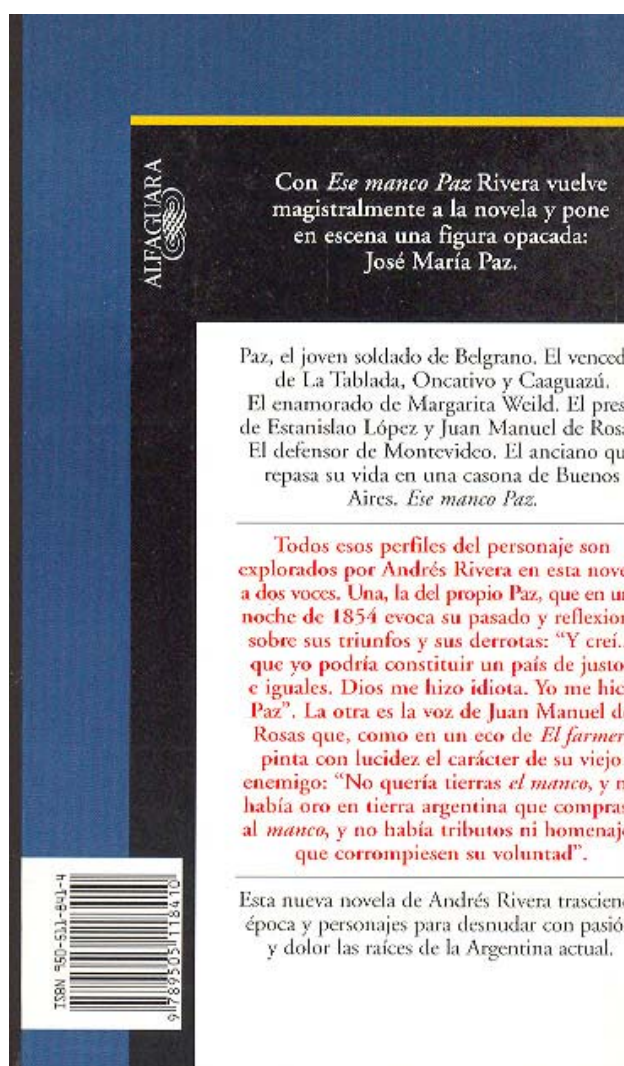 ALFAGUARA
Con Ese manco Paz Rivera vuelve
magistralmente a la novela y pone
en escena una figura opacada:
José María Paz.
Paz, el joven soldado de Belgrano. El venced
de La Tablada, Oncativo y Caaguazú.
El enamorado de Margarita Weild. El pres
de Estanislao López y Juan Manuel de Rosa
El defensor de Montevideo. El anciano qu
repasa su vida en una casona de Buenos
Aires. Ese manco Paz.
Todos esos perfiles del personaje son
explorados por Andrés Rivera en esta nove
a dos voces. Una, la del propio Paz, que en u
noche de 1854 evoca su pasado y reflexion
sobre sus triunfos y sus derrotas: “Y creí..
que yo podría constituir un país de justo
e iguales. Dios me hizo idiota. Yo me hic
Paz”. La otra es la voz de Juan Manuel d
Rosas que, como en un eco de El farmer
pinta con lucidez el carácter de su viejo
enemigo: “No quería tierras el manco, y n
había oro en tierra argentina que compras
al manco, y no había tributos ni homenaj
que corrompiesen su voluntad”.
Esta nueva novela de Andrés Rivera trascien
época y personajes para desnudar con pasió
y dolor las raíces de la Argentina actual.
ISBN 950-511-841-4
9 789505 118410